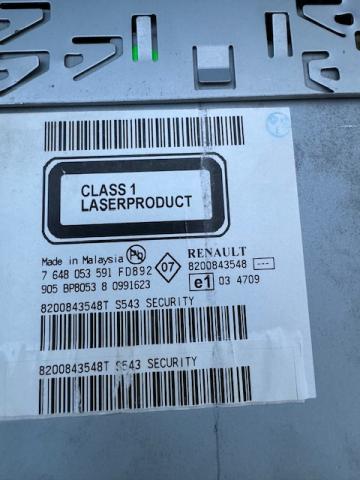 CLASS 1
LASERPRODUCT
Made in Malaysia Pb RENAULT
7 648 053 591 FD892 07 8200843548 ---
905 BP8053 8 0991623 e1 03 4709
8200843548T S543 SECURITY
8200843548T S543 SECURITY